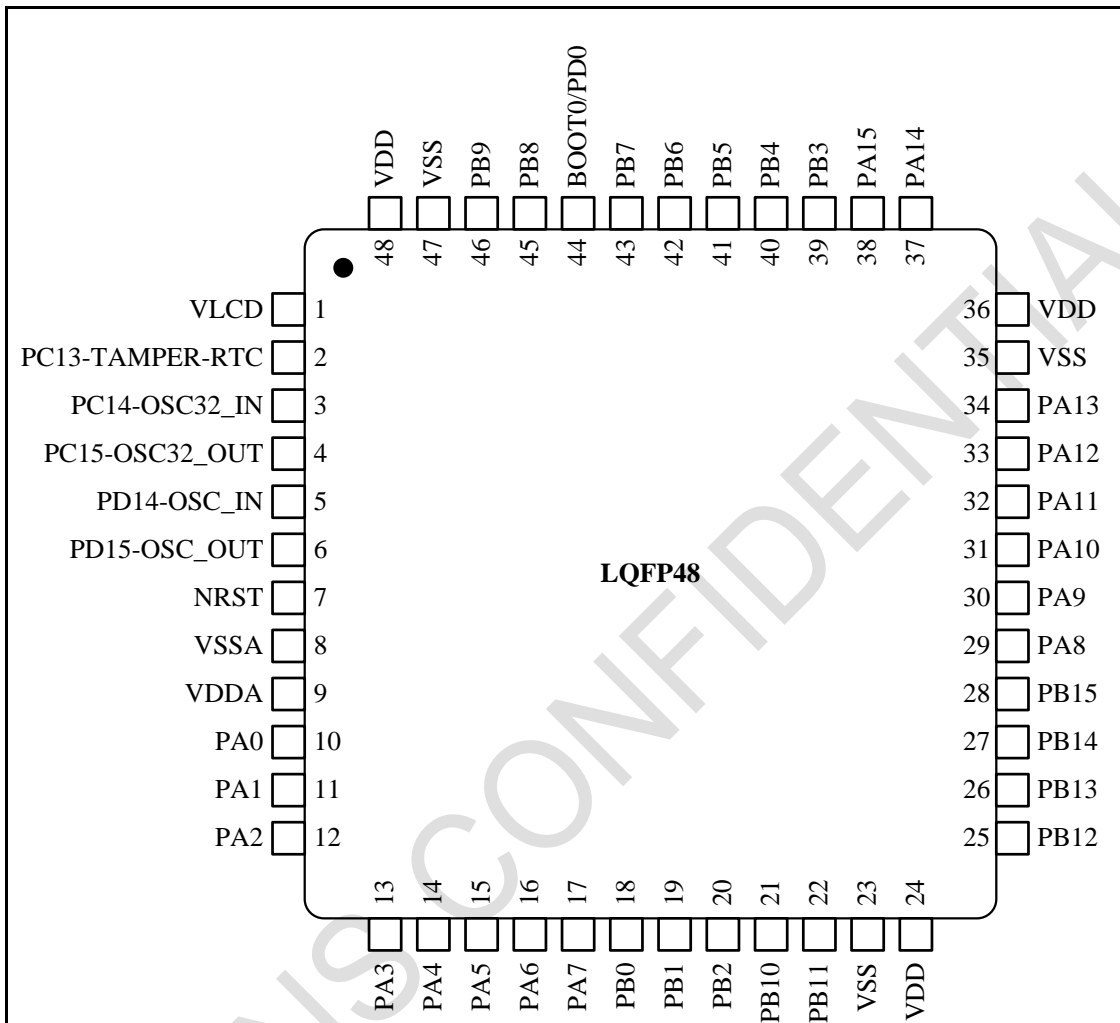 VDD
VSS
PB9
PB8
BOOT0/PD0
PB7
PB6
PB5
PB4
PB3
PA15
PA14
48
47
46
45
44
43
42
41
40
39
38
37
VLCD 1
PC13-TAMPER-RTC 2
PC14-OSC32_IN 3
PC15-OSC32_OUT 4
PD14-OSC_IN 5
PD15-OSC_OUT 6
NRST 7
VSSA 8
VDDA 9
PA0 10
PA1 11
PA2 12
LQFP48
36 VDD
35 VSS
34 PA13
33 PA12
32 PA11
31 PA10
30 PA9
29 PA8
28 PB15
27 PB14
26 PB13
25 PB12
13
14
15
16
17
18
19
20
21
22
23
24
PA3
PA4
PA5
PA6
PA7
PB0
PB1
PB2
PB10
PB11
VSS
VDD
CONFIDENTIAL